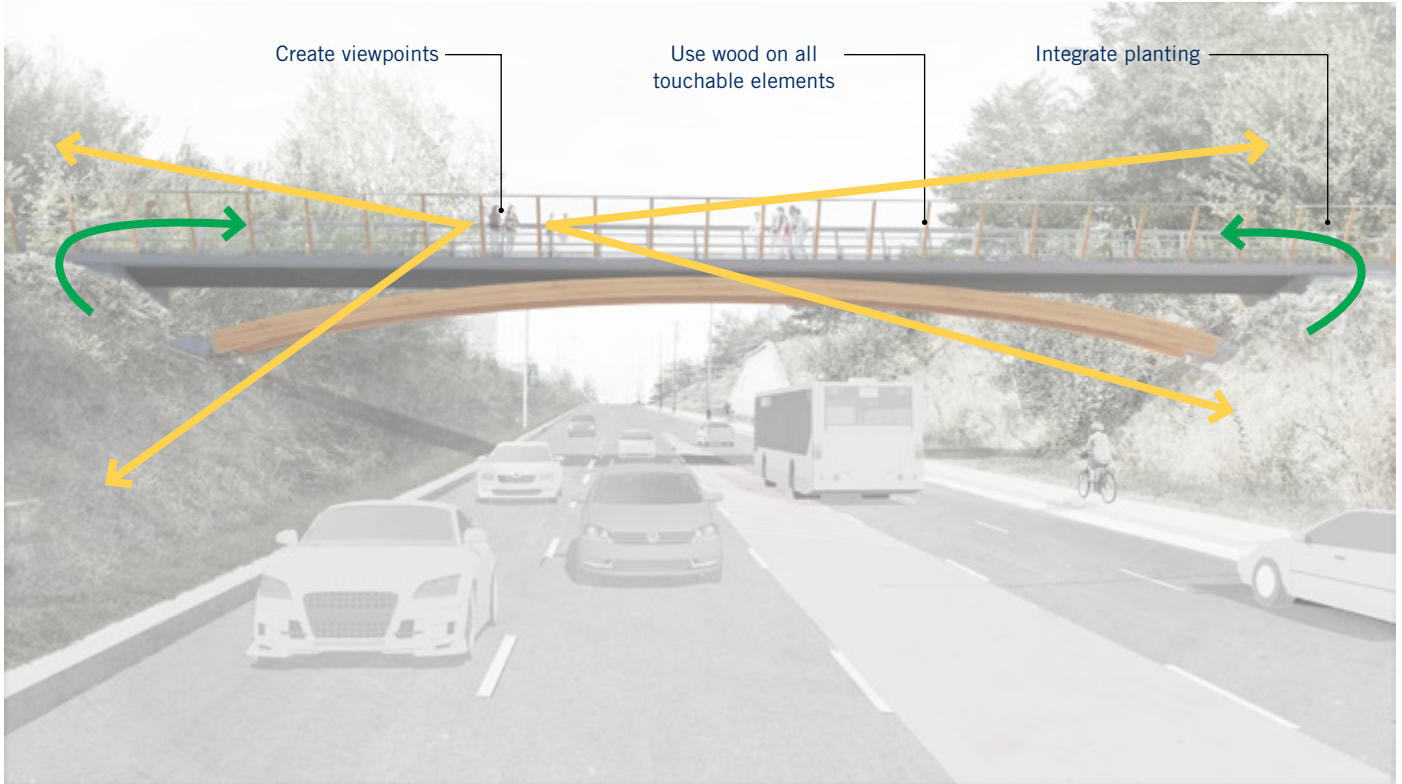 Create viewpoints
Use wood on all
touchable elements
Integrate planting